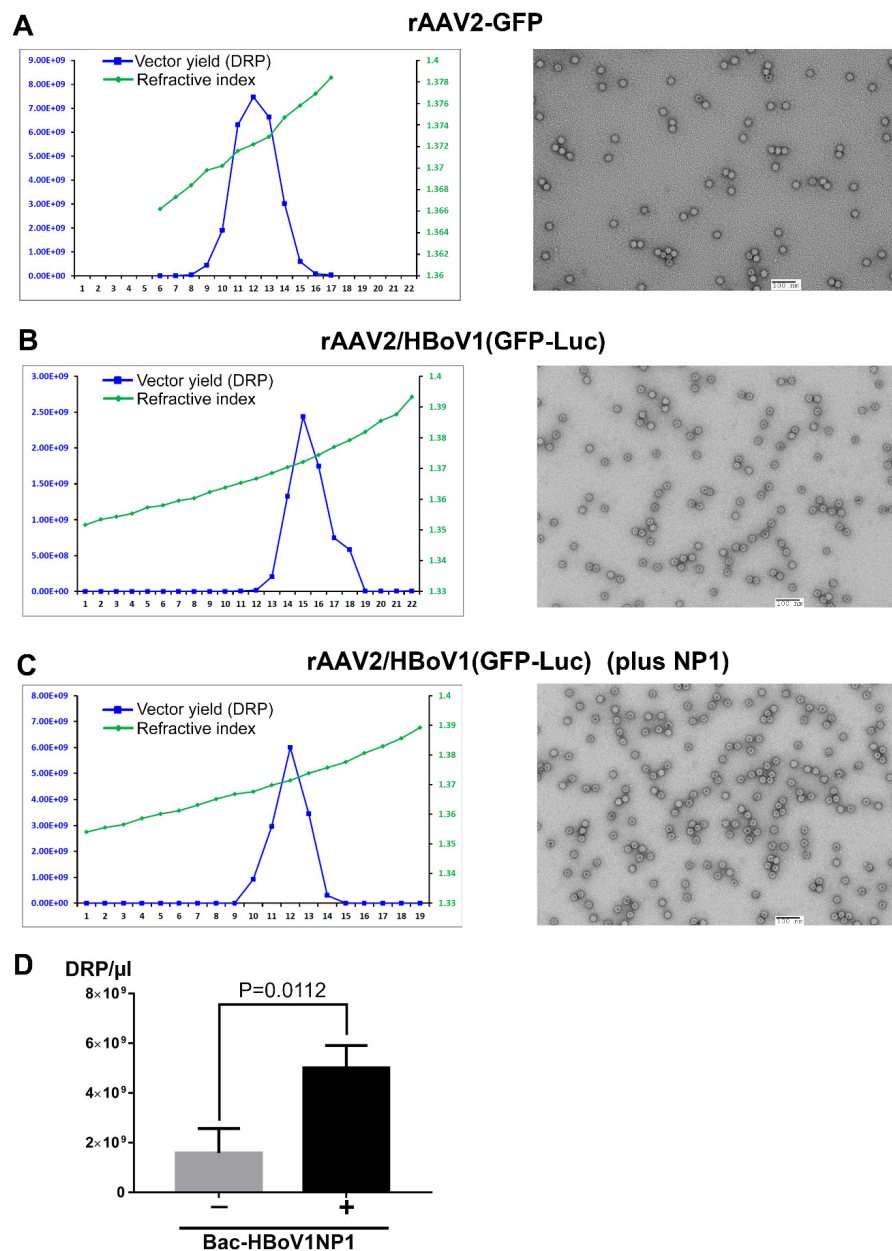 A
rAAV2-GFP
Vector yield (DRP)
Refractive index
9.00E+09
8.00E+09
7.00E+09
6.00E+09
5.00E+09
4.00E+09
3.00E+09
2.00E+09
1.00E+09
0.00E+00
1.4
1.378
1.376
1.374
1.372
1.37
1.368
1.366
1.364
1.362
1.36
1 2 3 4 5 6 7 8 9 10 11 12 13 14 15 16 17 18 19 20 21 22
100 nm
B
rAAV2/HBoV1(GFP-Luc)
Vector yield (DRP)
Refractive index
3.00E+09
2.50E+09
2.00E+09
1.50E+09
1.00E+09
5.00E+08
0.00E+00
1.4
1.39
1.38
1.37
1.36
1.35
1.34
1.33
1 2 3 4 5 6 7 8 9 10 11 12 13 14 15 16 17 18 19 20 21 22
100 nm
C
rAAV2/HBoV1(GFP-Luc) (plus NP1)
Vector yield (DRP)
Refractive index
8.00E+09
7.00E+09
6.00E+09
5.00E+09
4.00E+09
3.00E+09
2.00E+09
1.00E+09
0.00E+00
1.4
1.39
1.38
1.37
1.36
1.35
1.34
1.33
1 2 3 4 5 6 7 8 9 10 11 12 13 14 15 16 17 18 19
100 nm
D
DRP/µl
P=0.0112
8×10⁹
6×10⁹
4×10⁹
2×10⁹
0
− +
Bac-HBoV1NP1